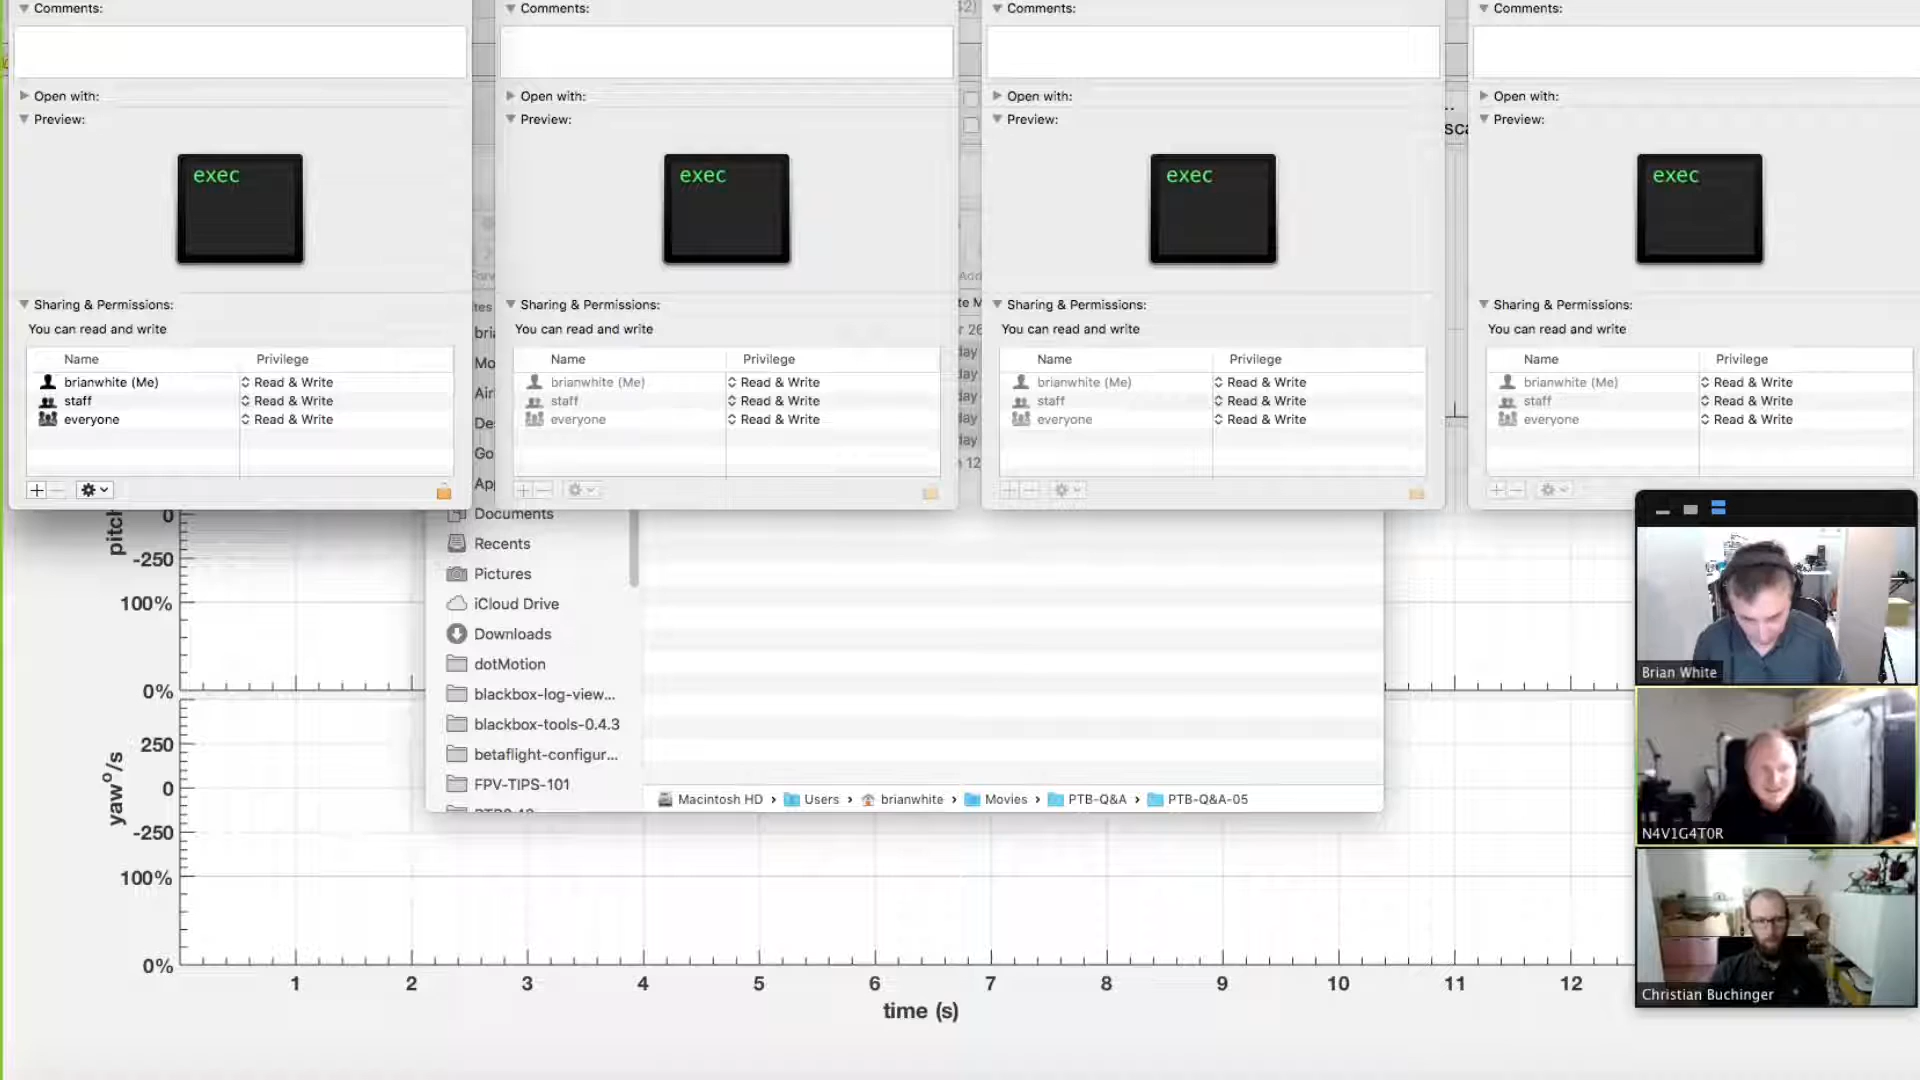 Comments: Comments: Comments: Comments:
Open with: Open with: Open with: Open with:
Preview: Preview: Preview: Preview:
exec exec exec exec
Sharing & Permissions: Sharing & Permissions: Sharing & Permissions: Sharing & Permissions:
You can read and write You can read and write You can read and write You can read and write
Name Privilege Name Privilege Name Privilege Name Privilege
brianwhite (Me) Read & Write brianwhite (Me) Read & Write brianwhite (Me) Read & Write brianwhite (Me) Read & Write
staff Read & Write staff Read & Write staff Read & Write staff Read & Write
everyone Read & Write everyone Read & Write everyone Read & Write everyone Read & Write
Documents
Recents
Pictures
iCloud Drive
Downloads
dotMotion
blackbox-log-view...
blackbox-tools-0.4.3
betaflight-configur...
FPV-TIPS-101
Macintosh HD › Users › brianwhite › Movies › PTB-Q&A › PTB-Q&A-05
pitch
0
-250
100%
0%
yaw°/s
250
0
-250
100%
0%
1 2 3 4 5 6 7 8 9 10 11 12
time (s)
Brian White
N4V1G4T0R
Christian Buchinger